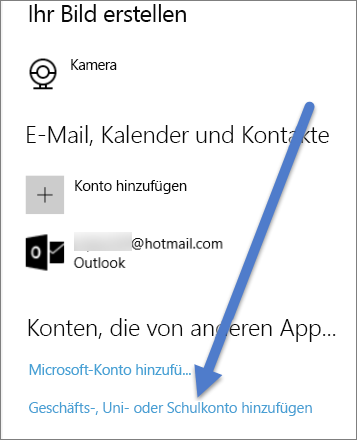 Ihr Bild erstellen
Kamera
E-Mail, Kalender und Kontakte
Konto hinzufügen
@hotmail.com
Outlook
Konten, die von anderen App...
Microsoft-Konto hinzufü...
Geschäfts-, Uni- oder Schulkonto hinzufügen